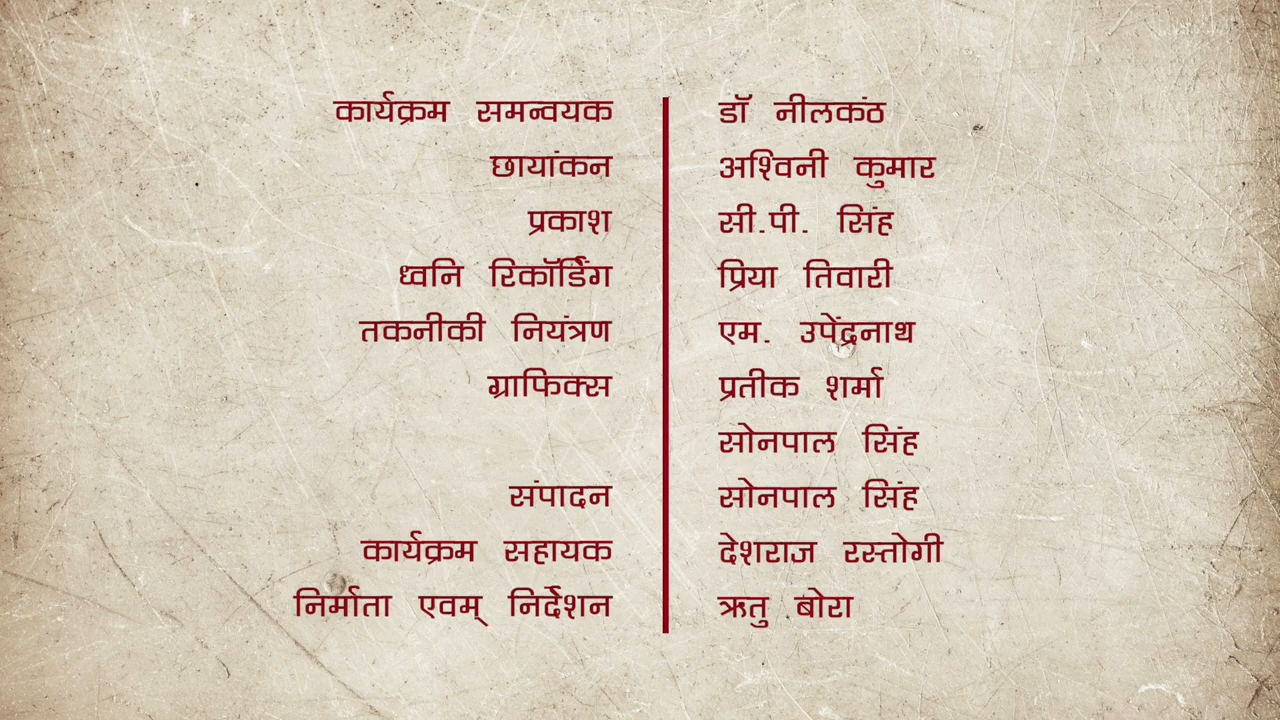 कार्यक्रम समन्वयक डॉ नीलकंठ
छायांकन अश्विनी कुमार
प्रकाश सी.पी. सिंह
ध्वनि रिकॉर्डिंग प्रिया तिवारी
तकनीकी नियंत्रण एम. उपेंद्रनाथ
ग्राफिक्स प्रतीक शर्मा
सोनपाल सिंह
संपादन सोनपाल सिंह
कार्यक्रम सहायक देशराज रस्तोगी
निर्माता एवम् निर्देशन ऋतु बोरा